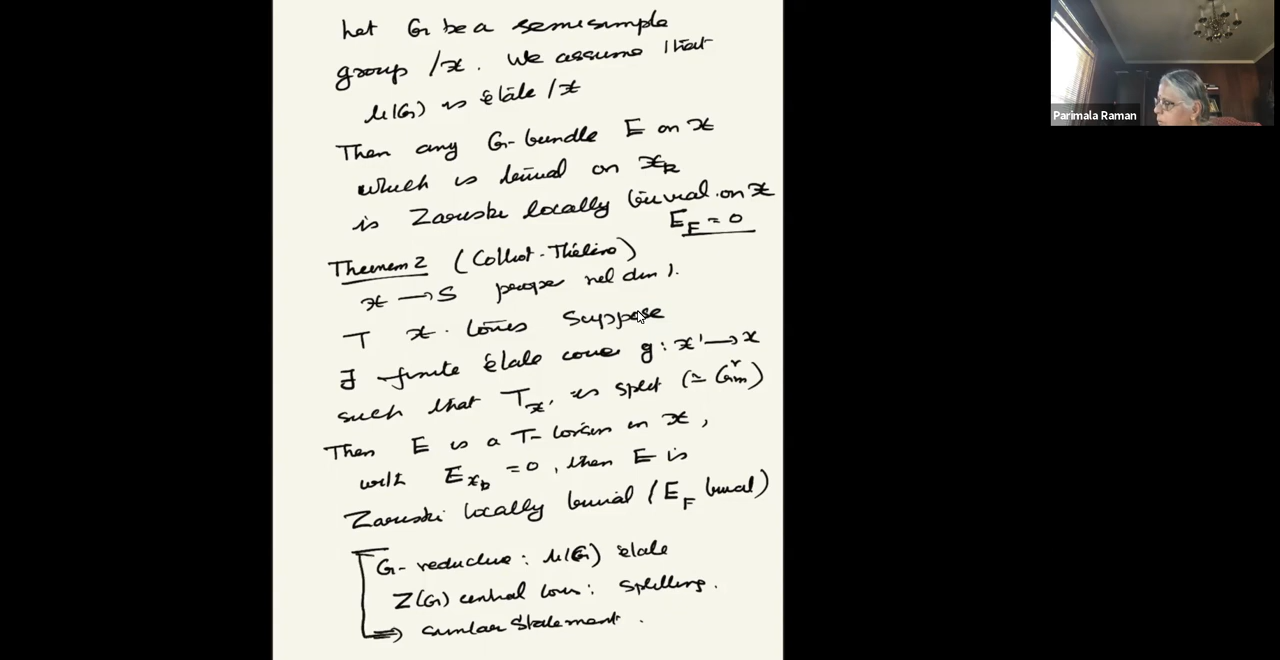 Let G be a semisimple
group /𝔛. We assume that
μ(G) is étale /𝔛
Then any G-bundle E on 𝔛
which is trivial on 𝔛_k
is Zariski locally trivial on 𝔛
E_F = 0
Theorem 2 (Colliot-Thélène)
𝔛 → S proper rel dim 1.
T 𝔛-torus Suppose
∃ finite étale cover g: 𝔛' → 𝔛
such that T_𝔛' is split (≃ G_m^r)
Then E is a T-torsor on 𝔛,
with E_𝔛_k = 0, then E is
Zariski locally trivial (E_F trivial)
G-reductive: μ(G) étale
Z(G) central torus: splitting.
⇒ similar statement.
Parimala Raman